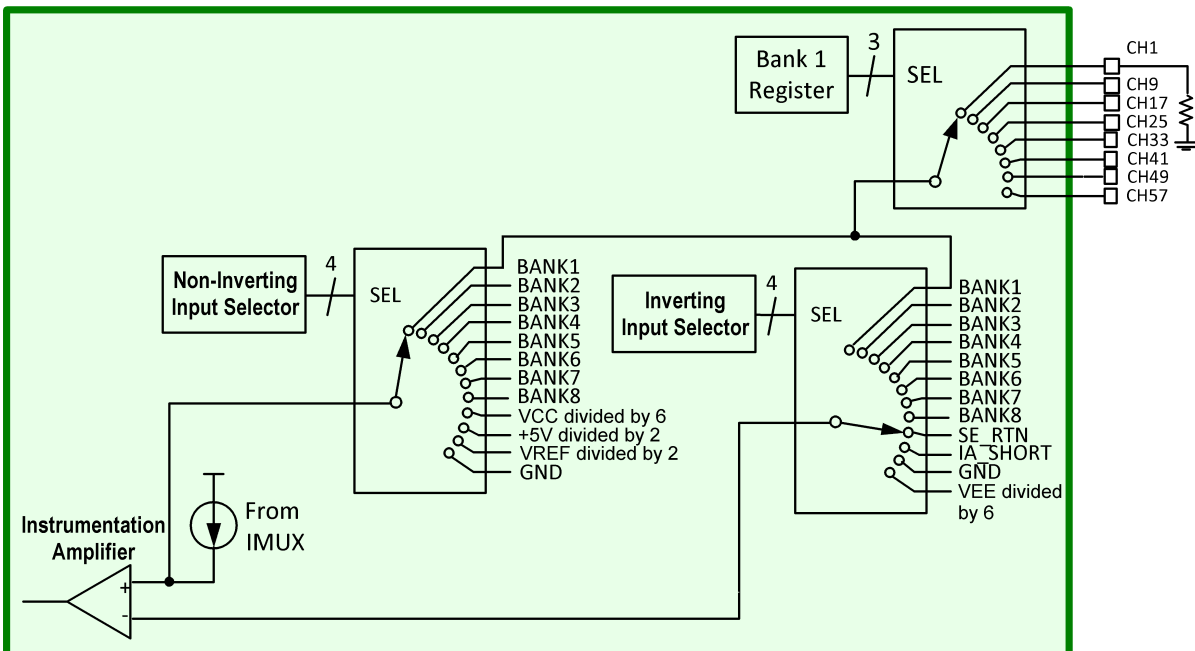 Bank 1
Register
3
SEL
CH1
CH9
CH17
CH25
CH33
CH41
CH49
CH57
Non-Inverting
Input Selector
4
SEL
BANK1
BANK2
BANK3
BANK4
BANK5
BANK6
BANK7
BANK8
VCC divided by 6
+5V divided by 2
VREF divided by 2
GND
Inverting
Input Selector
4
SEL
BANK1
BANK2
BANK3
BANK4
BANK5
BANK6
BANK7
BANK8
SE_RTN
IA_SHORT
GND
VEE divided
by 6
From
IMUX
Instrumentation
Amplifier
+
-